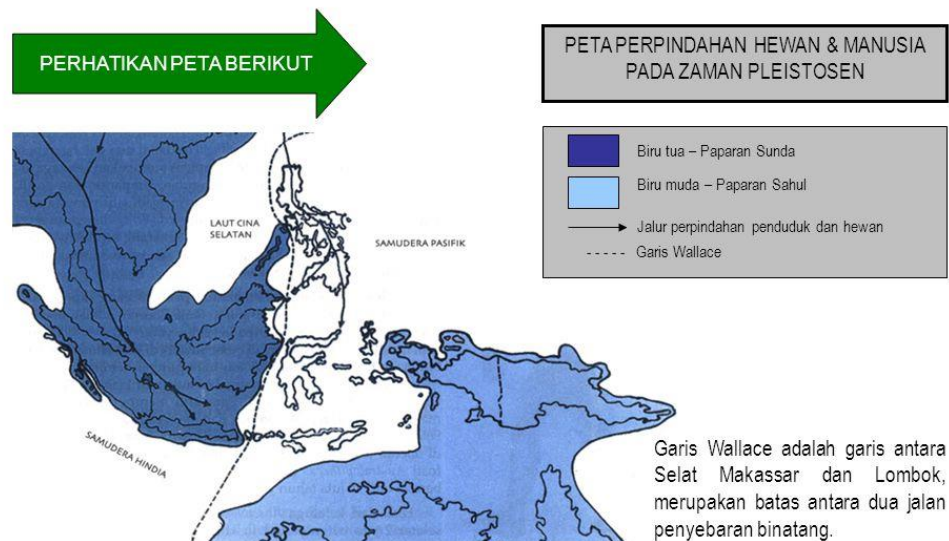 PERHATIKAN PETA BERIKUT
PETA PERPINDAHAN HEWAN & MANUSIA
PADA ZAMAN PLEISTOSEN
Biru tua – Paparan Sunda
Biru muda – Paparan Sahul
Jalur perpindahan penduduk dan hewan
Garis Wallace
LAUT CINA
SELATAN
SAMUDERA PASIFIK
SAMUDERA HINDIA
Garis Wallace adalah garis antara
Selat Makassar dan Lombok,
merupakan batas antara dua jalan
penyebaran binatang.